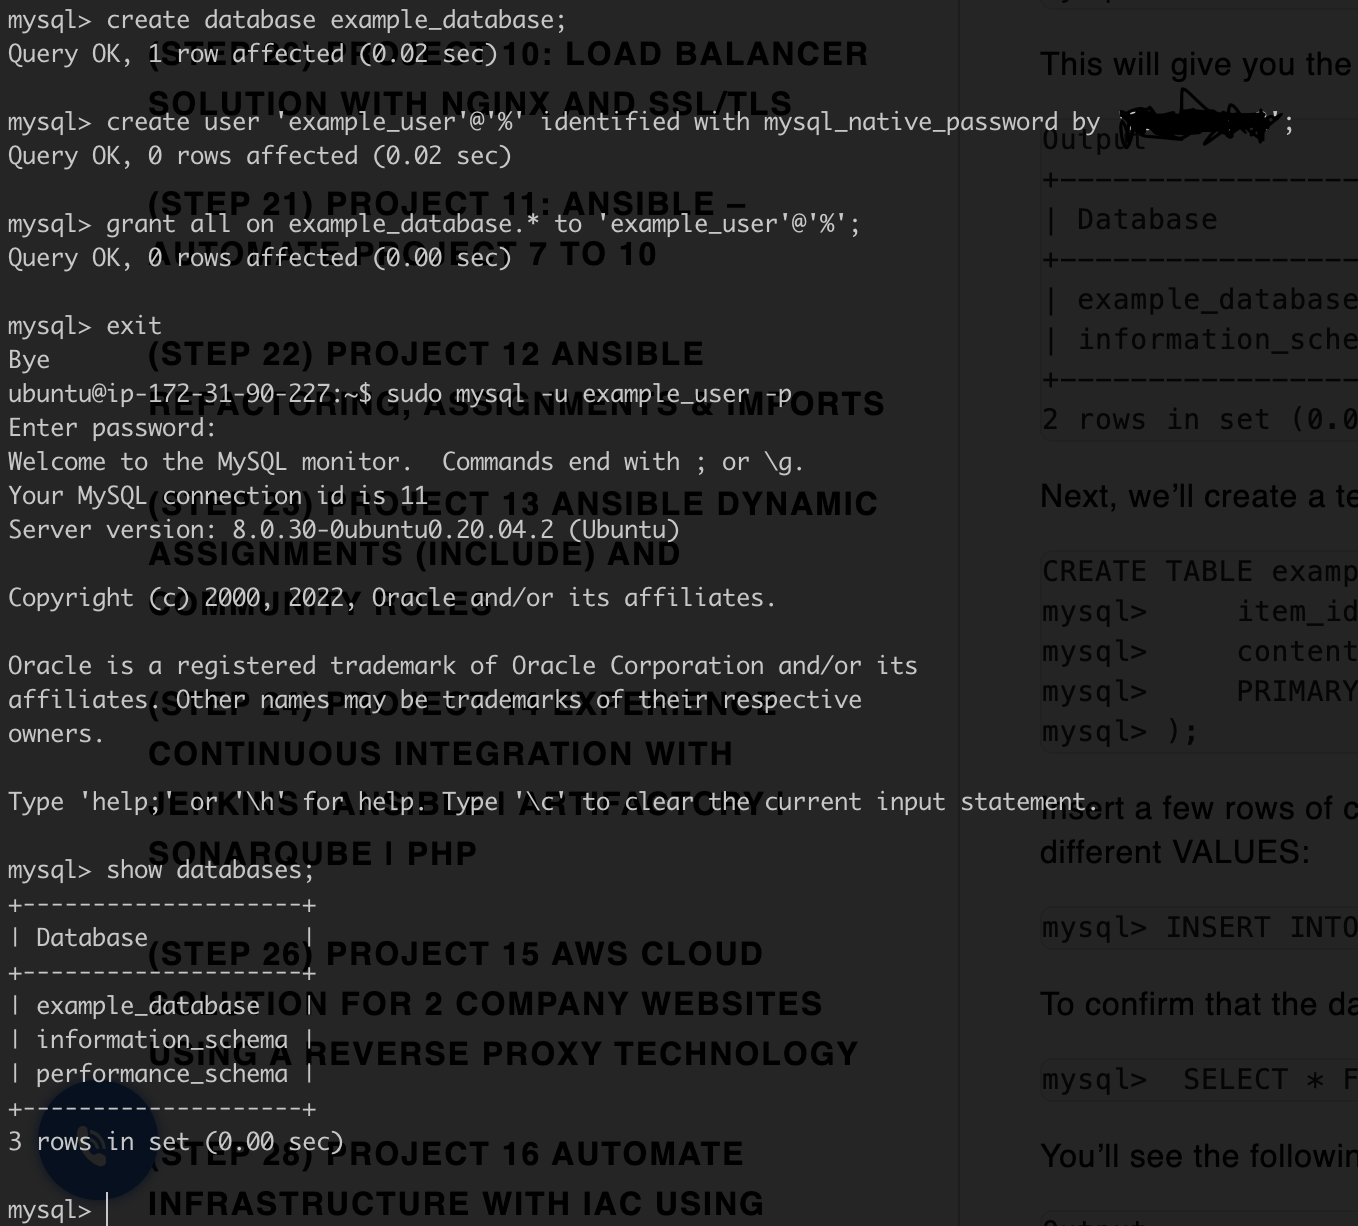 mysql> create database example_database;
Query OK, 1 row affected (0.02 sec)
mysql> create user 'example_user'@'%' identified with mysql_native_password by ';
Query OK, 0 rows affected (0.02 sec)
mysql> grant all on example_database.* to 'example_user'@'%';
Query OK, 0 rows affected (0.00 sec)
mysql> exit
Bye
ubuntu@ip-172-31-90-227:~$ sudo mysql -u example_user -p
Enter password:
Welcome to the MySQL monitor.  Commands end with ; or \g.
Your MySQL connection id is 11
Server version: 8.0.30-0ubuntu0.20.04.2 (Ubuntu)
Copyright (c) 2000, 2022, Oracle and/or its affiliates.
Oracle is a registered trademark of Oracle Corporation and/or its
affiliates. Other names may be trademarks of their respective
owners.
Type 'help;' or '\h' for help. Type '\c' to clear the current input statement.
mysql> show databases;
+--------------------+
| Database           |
+--------------------+
| example_database   |
| information_schema |
| performance_schema |
+--------------------+
3 rows in set (0.00 sec)
mysql>
PROJECT 10: LOAD BALANCER
SOLUTION WITH NGINX AND SSL/TLS
(STEP 21) PROJECT 11: ANSIBLE –
AUTOMATE PROJECT 7 TO 10
(STEP 22) PROJECT 12 ANSIBLE
REFACTORING, ASSIGNMENTS & IMPORTS
(STEP 23) PROJECT 13 ANSIBLE DYNAMIC
ASSIGNMENTS (INCLUDE) AND
COMMUNITY ROLES
(STEP 24) PROJECT 14 EXPERIENCE
CONTINUOUS INTEGRATION WITH
JENKINS | ANSIBLE | ARTIFACTORY |
SONARQUBE | PHP
(STEP 26) PROJECT 15 AWS CLOUD
SOLUTION FOR 2 COMPANY WEBSITES
USING A REVERSE PROXY TECHNOLOGY
(STEP 28) PROJECT 16 AUTOMATE
INFRASTRUCTURE WITH IAC USING
This will give you the
Output
+------------------
| Database
+------------------
| example_database
| information_sche
+------------------
2 rows in set (0.0
Next, we'll create a te
CREATE TABLE examp
mysql>     item_id
mysql>     content
mysql>     PRIMARY
mysql> );
Insert a few rows of c
different VALUES:
mysql> INSERT INTO
To confirm that the da
mysql>  SELECT * F
You'll see the followin